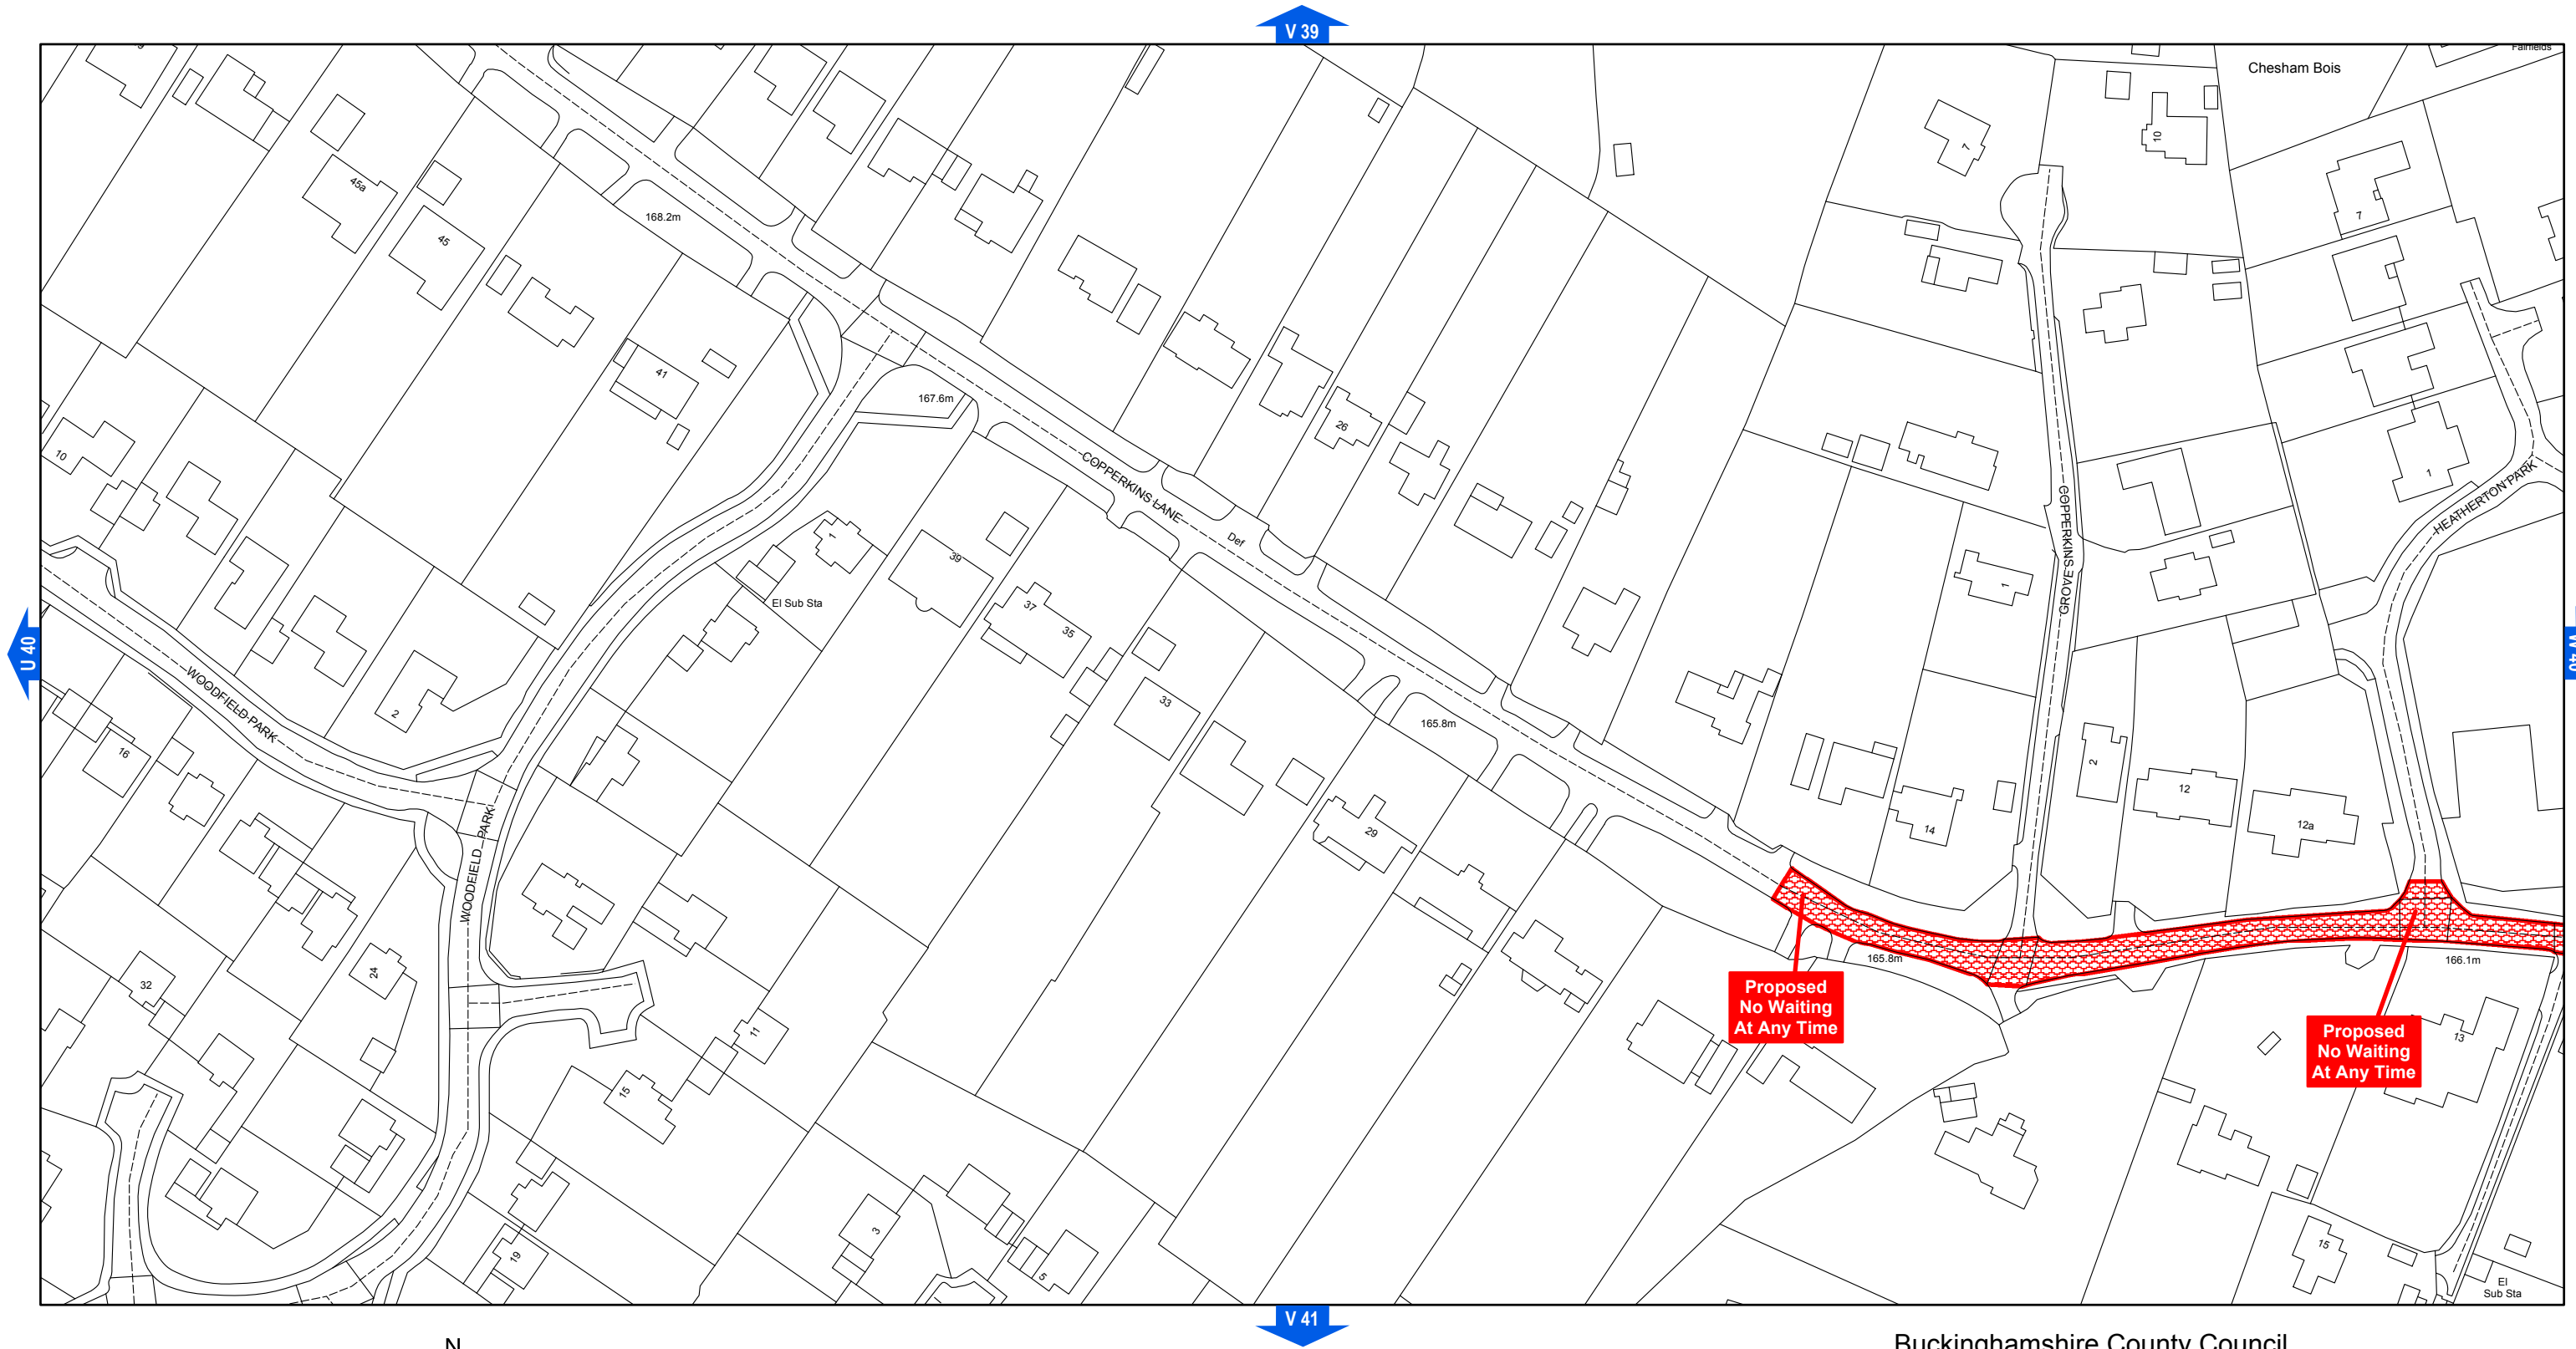 V 39
Fairfields
Chesham Bois
10
7
7
45a
168.2m
45
41
167.6m
26
10
COPPERKINS LANE
Def
1
HEATHERTON PARK
COPPERKINS
GROVE
1
1
39
El Sub Sta
37
35
1
U 40
WOODFIELD PARK
2
33
165.8m
16
2
12
29
14
12a
WOODFIELD PARK
165.8m
166.1m
24
32
Proposed
No Waiting
At Any Time
11
13
Proposed
No Waiting
At Any Time
15
3
15
19
5
El
Sub Sta
V 41
N
Buckinghamshire County Council